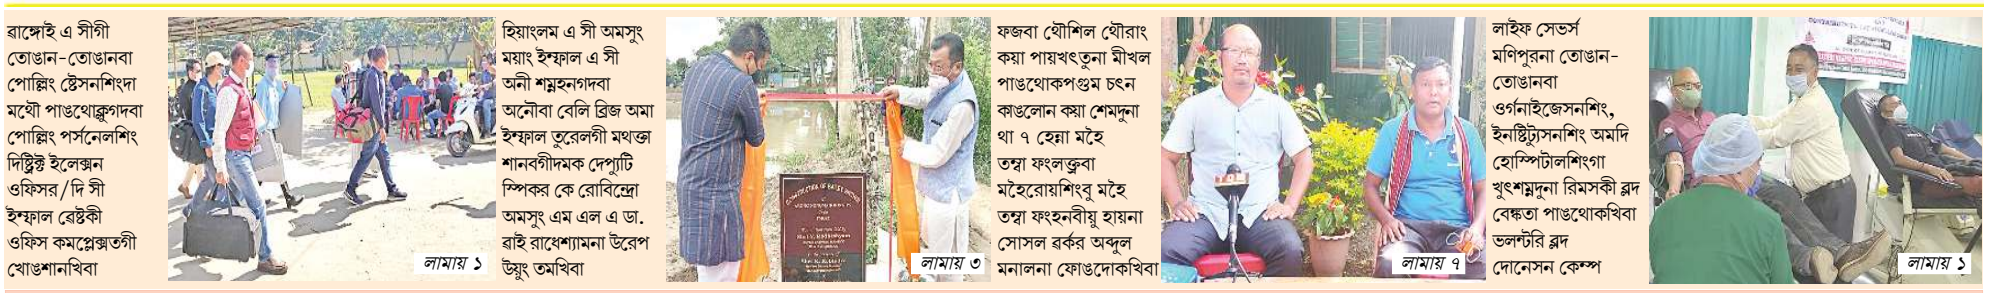 ৱাঙ্গোই এ সীগী
তোঙান-তোঙানবা
পোল্লিং ষ্টেসনশিংদা
মথৌ পাঙথোক্লুগদবা
পোল্লিং পর্সনেলশিং
দিষ্ট্রিক্ট ইলেক্সন
ওফিসর/দি সী
ইম্ফাল ৱেষ্টকী
ওফিস কমপ্লেক্সতগী
খোঙশানখিবা
লামায় ১
হিয়াংলম এ সী অমসুং
ময়াং ইম্ফাল এ সী
অনী শম্নহনগদবা
অনৌবা বেলি ব্রিজ অমা
ইম্ফাল তুরেলগী মথক্তা
শানবগীদমক দেপ্যুটি
স্পিকর কে রোবিন্দ্রো
অমসুং এম এল এ ডা.
ৱাই রাধেশ্যামনা উরেপ
উয়ুং তমখিবা
লামায় ৩
ফজবা থৌশিল থৌরাং
কয়া পায়খৎতুনা মীখল
পাঙথোকপগুম চৎন
কাঙলোন কয়া শেমদুনা
থা ৭ হেন্না মহৈ
তম্বা ফংলক্ত্রবা
মহৈরোয়শিংবু মহৈ
তম্বা ফংহনবীয়ু হায়না
সোসল ৱর্কর অব্দুল
মনালনা ফোঙদোকখিবা
লামায় ৭
লাইফ সেভর্স
মণিপুরনা তোঙান-
তোঙানবা
ওর্গনাইজেসনশিং,
ইনষ্টিট্যুসনশিং অমদি
হোস্পিটালশিংগা
খুৎশম্নদুনা রিমসকী ব্লদ
বেঙ্কতা পাঙথোকখিবা
ভলন্টরি ব্লদ
দোনেসন কেম্প
লামায় ১